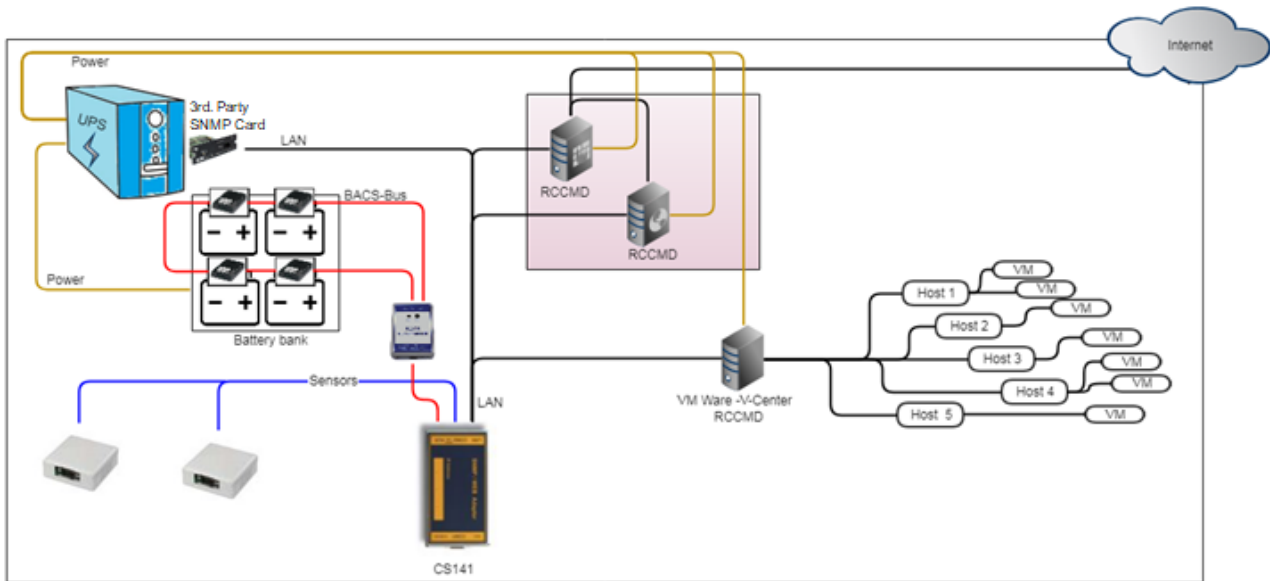 Internet
Power
3rd. Party
SNMP Card
UPS
LAN
RCCMD
BACS-Bus
RCCMD
Power
Battery bank
VM
Host 1
VM
VM
Host 2
VM
Host 3
VM
Host 4
VM
Host 5
VM
Sensors
LAN
VM Ware -V-Center
RCCMD
CS141